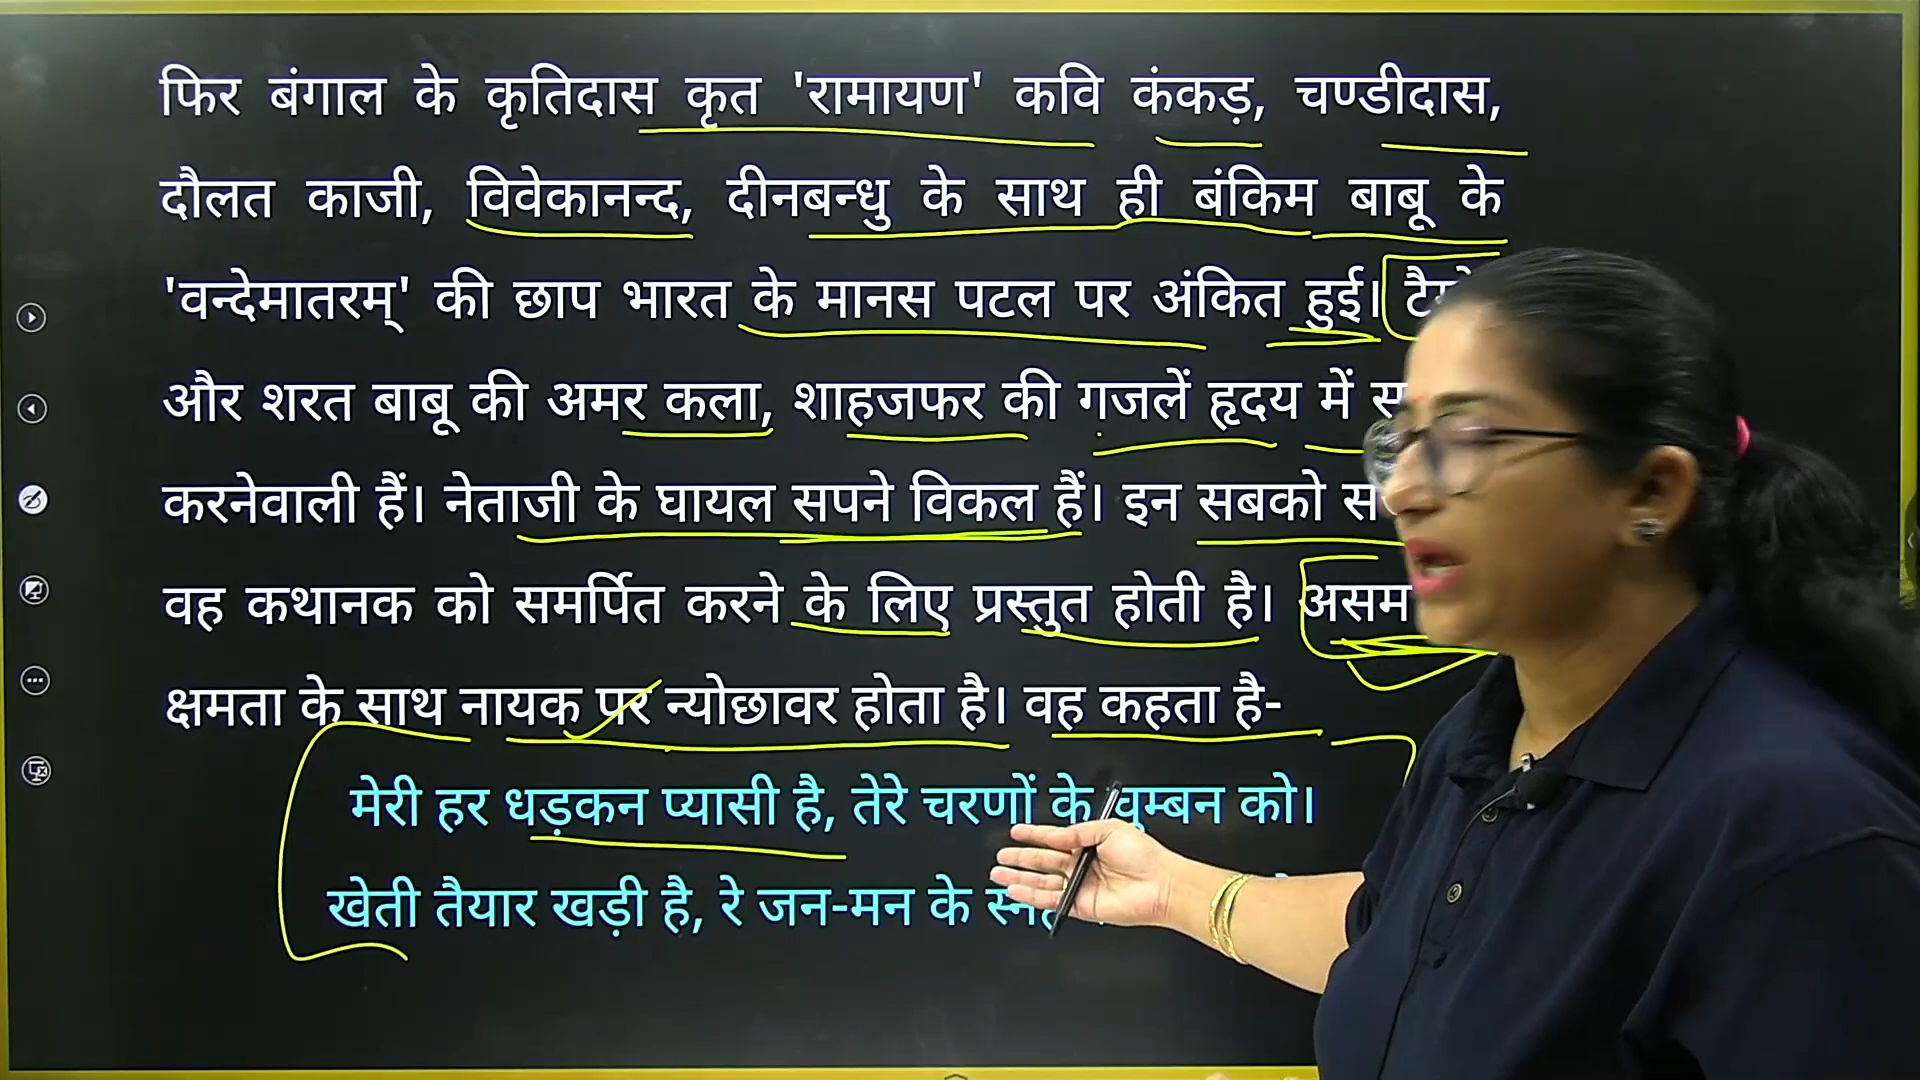 फिर बंगाल के कृतिदास कृत 'रामायण' कवि कंकड़, चण्डीदास,
दौलत काजी, विवेकानन्द, दीनबन्धु के साथ ही बंकिम बाबू के
'वन्देमातरम्' की छाप भारत के मानस पटल पर अंकित हुई।
और शरत बाबू की अमर कला, शाहजफर की गजलें हृदय में
करनेवाली हैं। नेताजी के घायल सपने विकल हैं। इन सबको
वह कथानक को समर्पित करने के लिए प्रस्तुत होती है। असम
क्षमता के साथ नायक पर न्योछावर होता है। वह कहता है-
मेरी हर धड़कन प्यासी है, तेरे चरणों के चुम्बन को।
खेती तैयार खड़ी है, रे जन-मन के